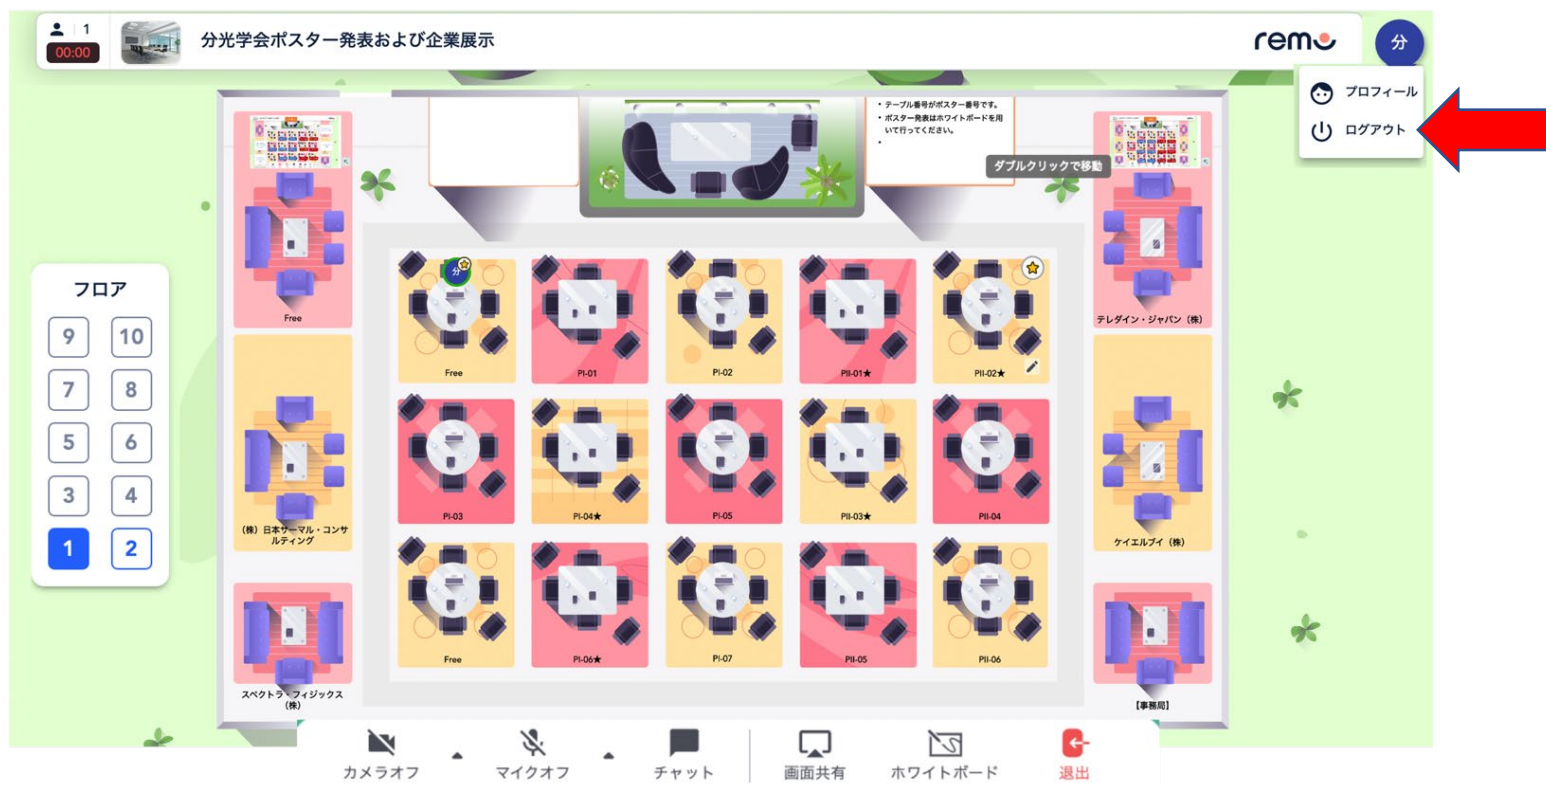 1
00:00
分光学会ポスター発表および企業展示
remo
分
プロフィール
ログアウト
• テーブル番号がポスター番号です。
• ポスター発表はホワイトボードを用
いて行ってください。
•
ダブルクリックで移動
フロア
9 10
7 8
5 6
3 4
1 2
Free
(株) 日本サーマル・コンサ
ルティング
スペクトラ・フィジックス
(株)
分
Free
PI-01
PI-02
PII-01★
PII-02★
PI-03
PI-04★
PI-05
PII-03★
PII-04
Free
PI-06★
PI-07
PII-05
PII-06
テレダイン・ジャパン (株)
ケイエルブイ (株)
【事務局】
カメラオフ
マイクオフ
チャット
画面共有
ホワイトボード
退出